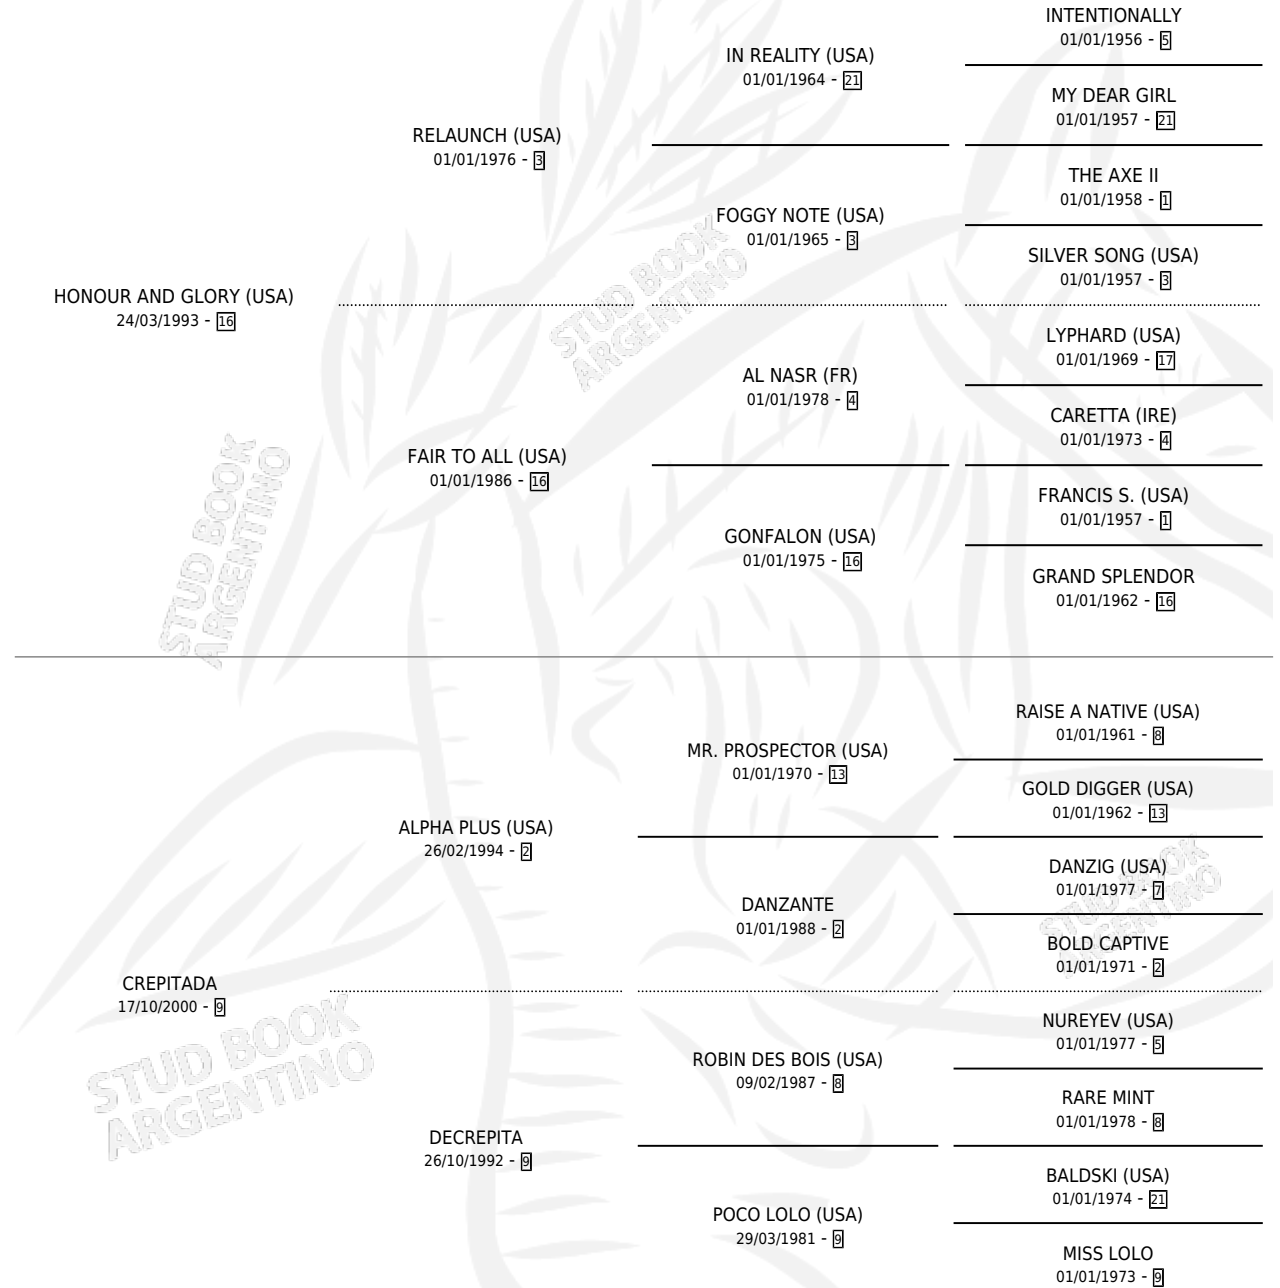 INTENTIONALLY
01/01/1956 - 5
IN REALITY (USA)
01/01/1964 - 21
MY DEAR GIRL
01/01/1957 - 21
RELAUNCH (USA)
01/01/1976 - 3
THE AXE II
01/01/1958 - 1
FOGGY NOTE (USA)
01/01/1965 - 3
SILVER SONG (USA)
01/01/1957 - 3
HONOUR AND GLORY (USA)
24/03/1993 - 16
LYPHARD (USA)
01/01/1969 - 17
AL NASR (FR)
01/01/1978 - 4
CARETTA (IRE)
01/01/1973 - 4
FAIR TO ALL (USA)
01/01/1986 - 16
FRANCIS S. (USA)
01/01/1957 - 1
GONFALON (USA)
01/01/1975 - 16
GRAND SPLENDOR
01/01/1962 - 16
RAISE A NATIVE (USA)
01/01/1961 - 8
MR. PROSPECTOR (USA)
01/01/1970 - 13
GOLD DIGGER (USA)
01/01/1962 - 13
ALPHA PLUS (USA)
26/02/1994 - 2
DANZIG (USA)
01/01/1977 - 7
DANZANTE
01/01/1988 - 2
BOLD CAPTIVE
01/01/1971 - 2
CREPITADA
17/10/2000 - 9
NUREYEV (USA)
01/01/1977 - 5
ROBIN DES BOIS (USA)
09/02/1987 - 8
RARE MINT
01/01/1978 - 8
DECREPITA
26/10/1992 - 9
BALDSKI (USA)
01/01/1974 - 21
POCO LOLO (USA)
29/03/1981 - 9
MISS LOLO
01/01/1973 - 9
STUD BOOK
ARGENTINO
STUD BOOK
ARGENTINO
STUD BOOK
ARGENTINO
STUD BOOK
ARGENTINO